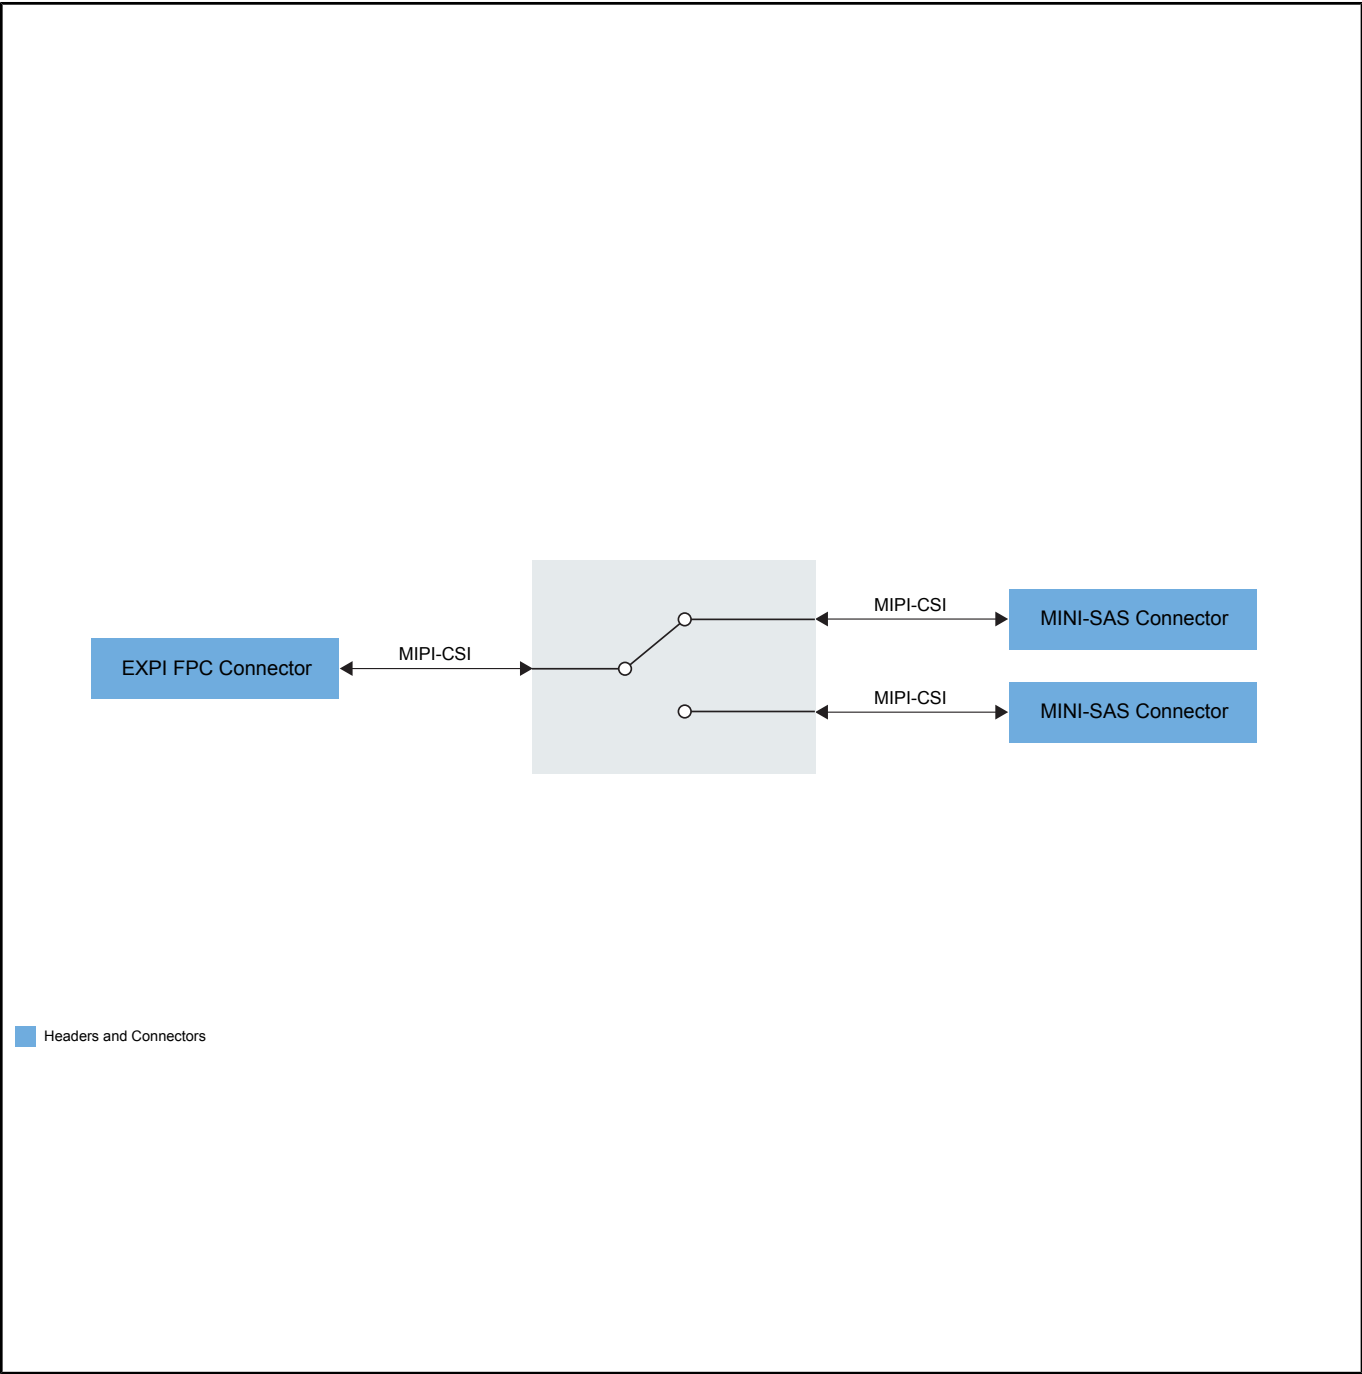 MIPI-CSI
MINI-SAS Connector
EXPI FPC Connector
MIPI-CSI
MIPI-CSI
MINI-SAS Connector
Headers and Connectors